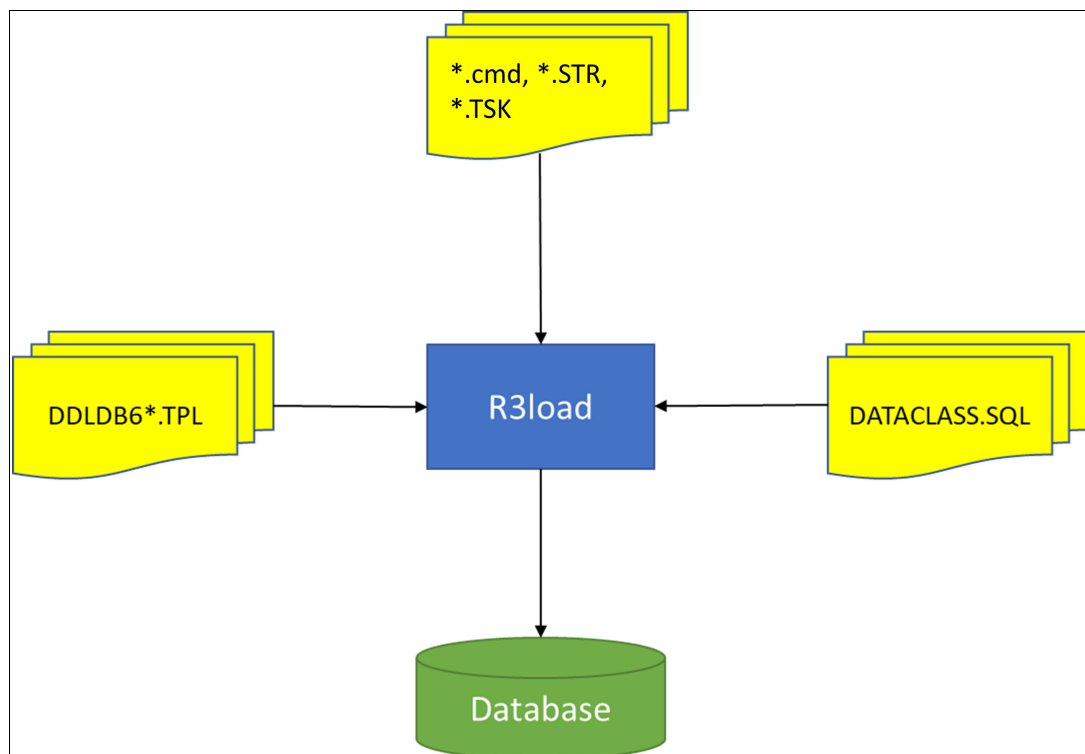 *.cmd, *.STR,
*.TSK
DDLDB6*.TPL
R3load
DATACLASS.SQL
Database